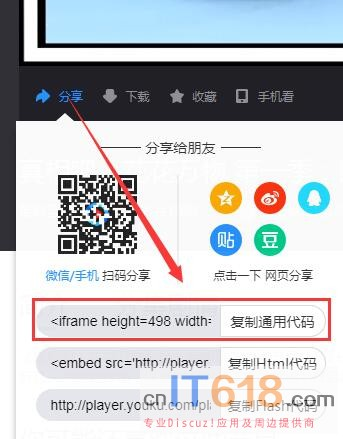 分享 下载 收藏 手机看
分享给朋友
贴 豆
微信/手机 扫码分享 点击一下 网页分享
<iframe height=498 width= 复制通用代码
<embed src='http://player. 复制Html代码
http://player.youku.com/pl 复制Flash代码
cnIT618.com
专业Discuz!应用及周边提供商